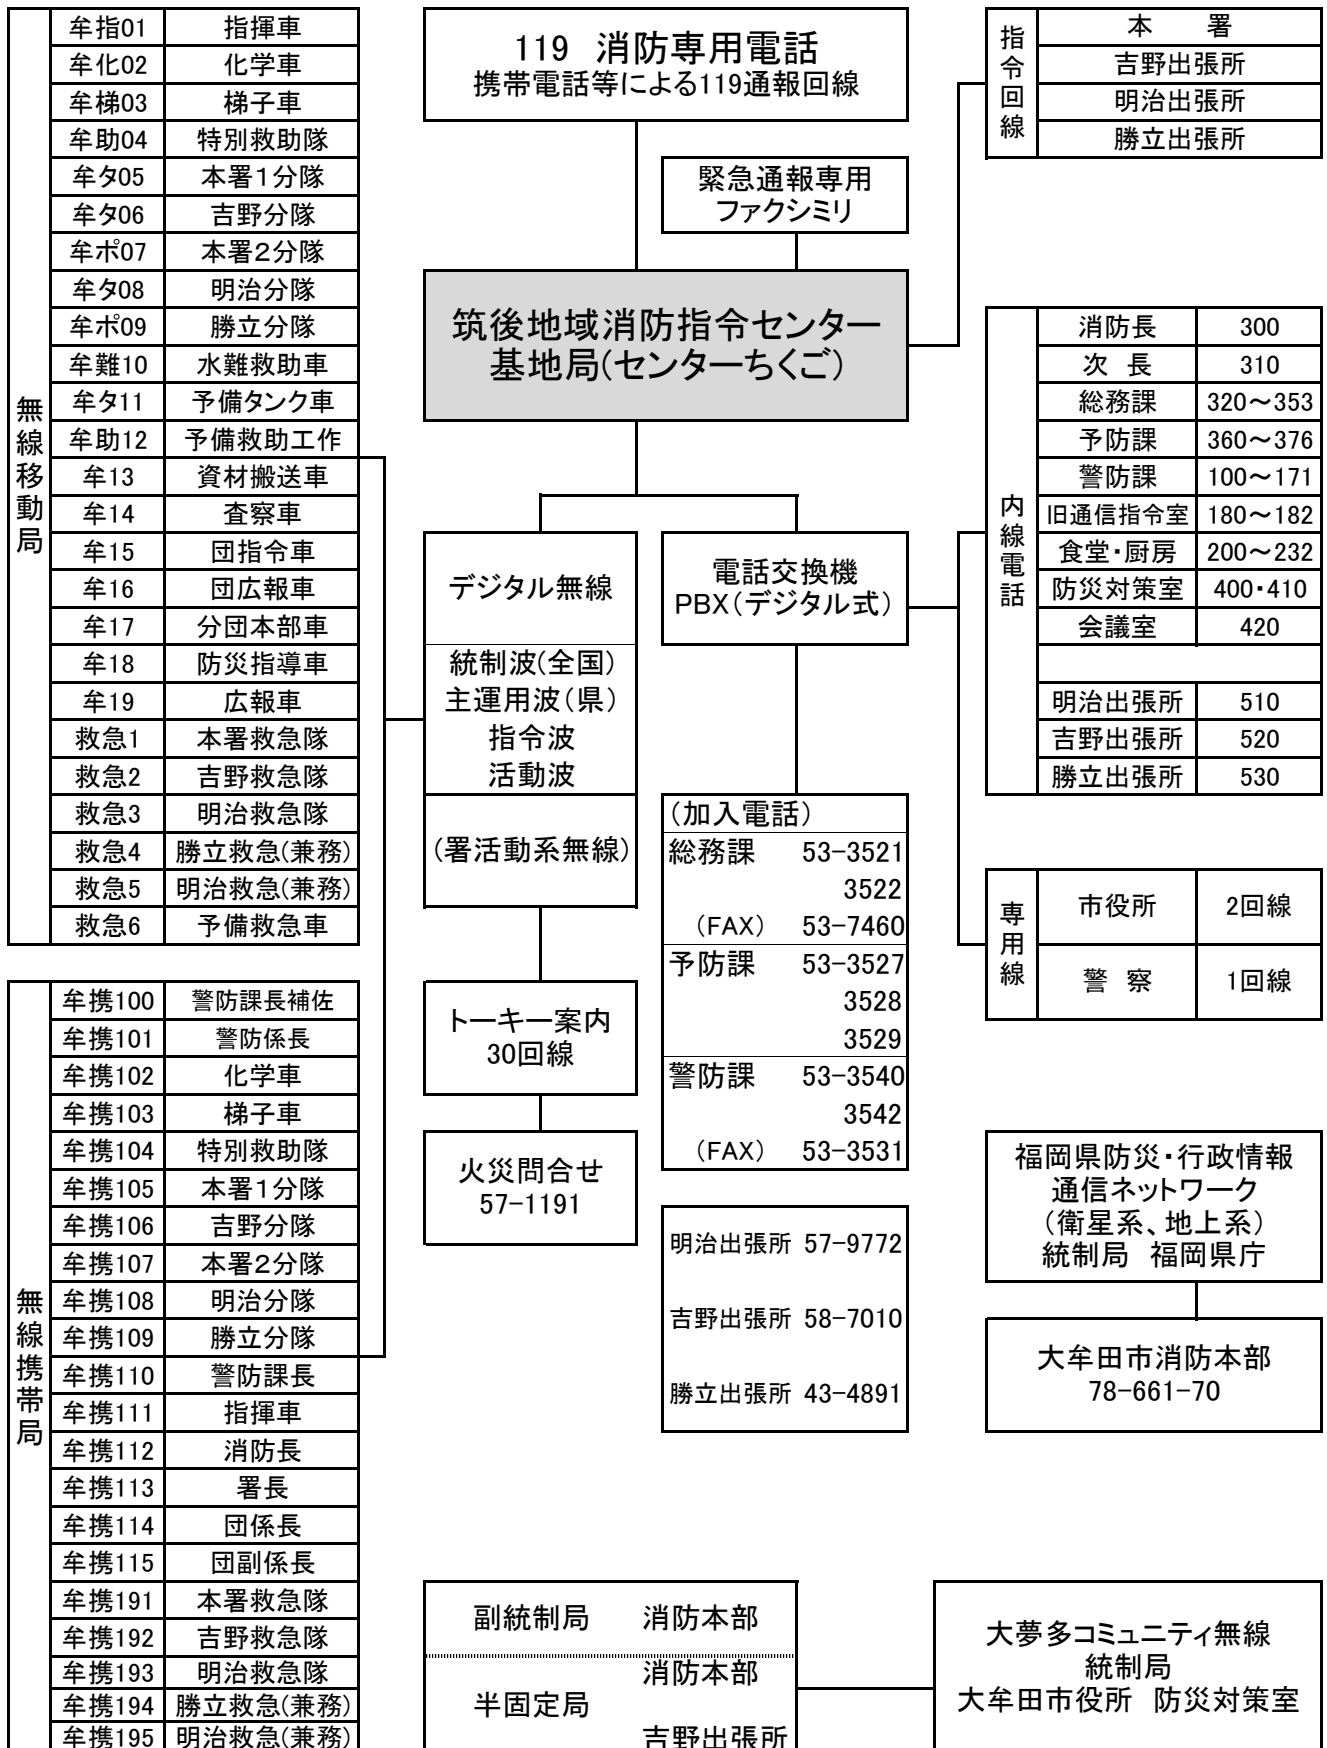 無線移動局
牟指01 指揮車
牟化02 化学車
牟梯03 梯子車
牟助04 特別救助隊
牟タ05 本署1分隊
牟タ06 吉野分隊
牟ポ07 本署2分隊
牟タ08 明治分隊
牟ポ09 勝立分隊
牟難10 水難救助車
牟タ11 予備タンク車
牟助12 予備救助工作
牟13 資材搬送車
牟14 査察車
牟15 団指令車
牟16 団広報車
牟17 分団本部車
牟18 防災指導車
牟19 広報車
救急1 本署救急隊
救急2 吉野救急隊
救急3 明治救急隊
救急4 勝立救急(兼務)
救急5 明治救急(兼務)
救急6 予備救急車
無線携帯局
牟携100 警防課長補佐
牟携101 警防係長
牟携102 化学車
牟携103 梯子車
牟携104 特別救助隊
牟携105 本署1分隊
牟携106 吉野分隊
牟携107 本署2分隊
牟携108 明治分隊
牟携109 勝立分隊
牟携110 警防課長
牟携111 指揮車
牟携112 消防長
牟携113 署長
牟携114 団係長
牟携115 団副係長
牟携191 本署救急隊
牟携192 吉野救急隊
牟携193 明治救急隊
牟携194 勝立救急(兼務)
牟携195 明治救急(兼務)
119 消防専用電話
携帯電話等による119通報回線
緊急通報専用
ファクシミリ
筑後地域消防指令センター
基地局(センターちくご)
デジタル無線
統制波(全国)
主運用波(県)
指令波
活動波
(署活動系無線)
トーキー案内
30回線
火災問合せ
57-1191
電話交換機
PBX(デジタル式)
(加入電話)
総務課 53-3521
3522
(FAX) 53-7460
予防課 53-3527
3528
3529
警防課 53-3540
3542
(FAX) 53-3531
明治出張所 57-9772
吉野出張所 58-7010
勝立出張所 43-4891
副統制局 消防本部
消防本部
半固定局
吉野出張所
指令回線
本 署
吉野出張所
明治出張所
勝立出張所
内線電話
消防長 300
次 長 310
総務課 320~353
予防課 360~376
警防課 100~171
旧通信指令室 180~182
食堂・厨房 200~232
防災対策室 400・410
会議室 420
明治出張所 510
吉野出張所 520
勝立出張所 530
専用線
市役所 2回線
警 察 1回線
福岡県防災・行政情報
通信ネットワーク
(衛星系、地上系)
統制局 福岡県庁
大牟田市消防本部
78-661-70
大夢多コミュニティ無線
統制局
大牟田市役所 防災対策室